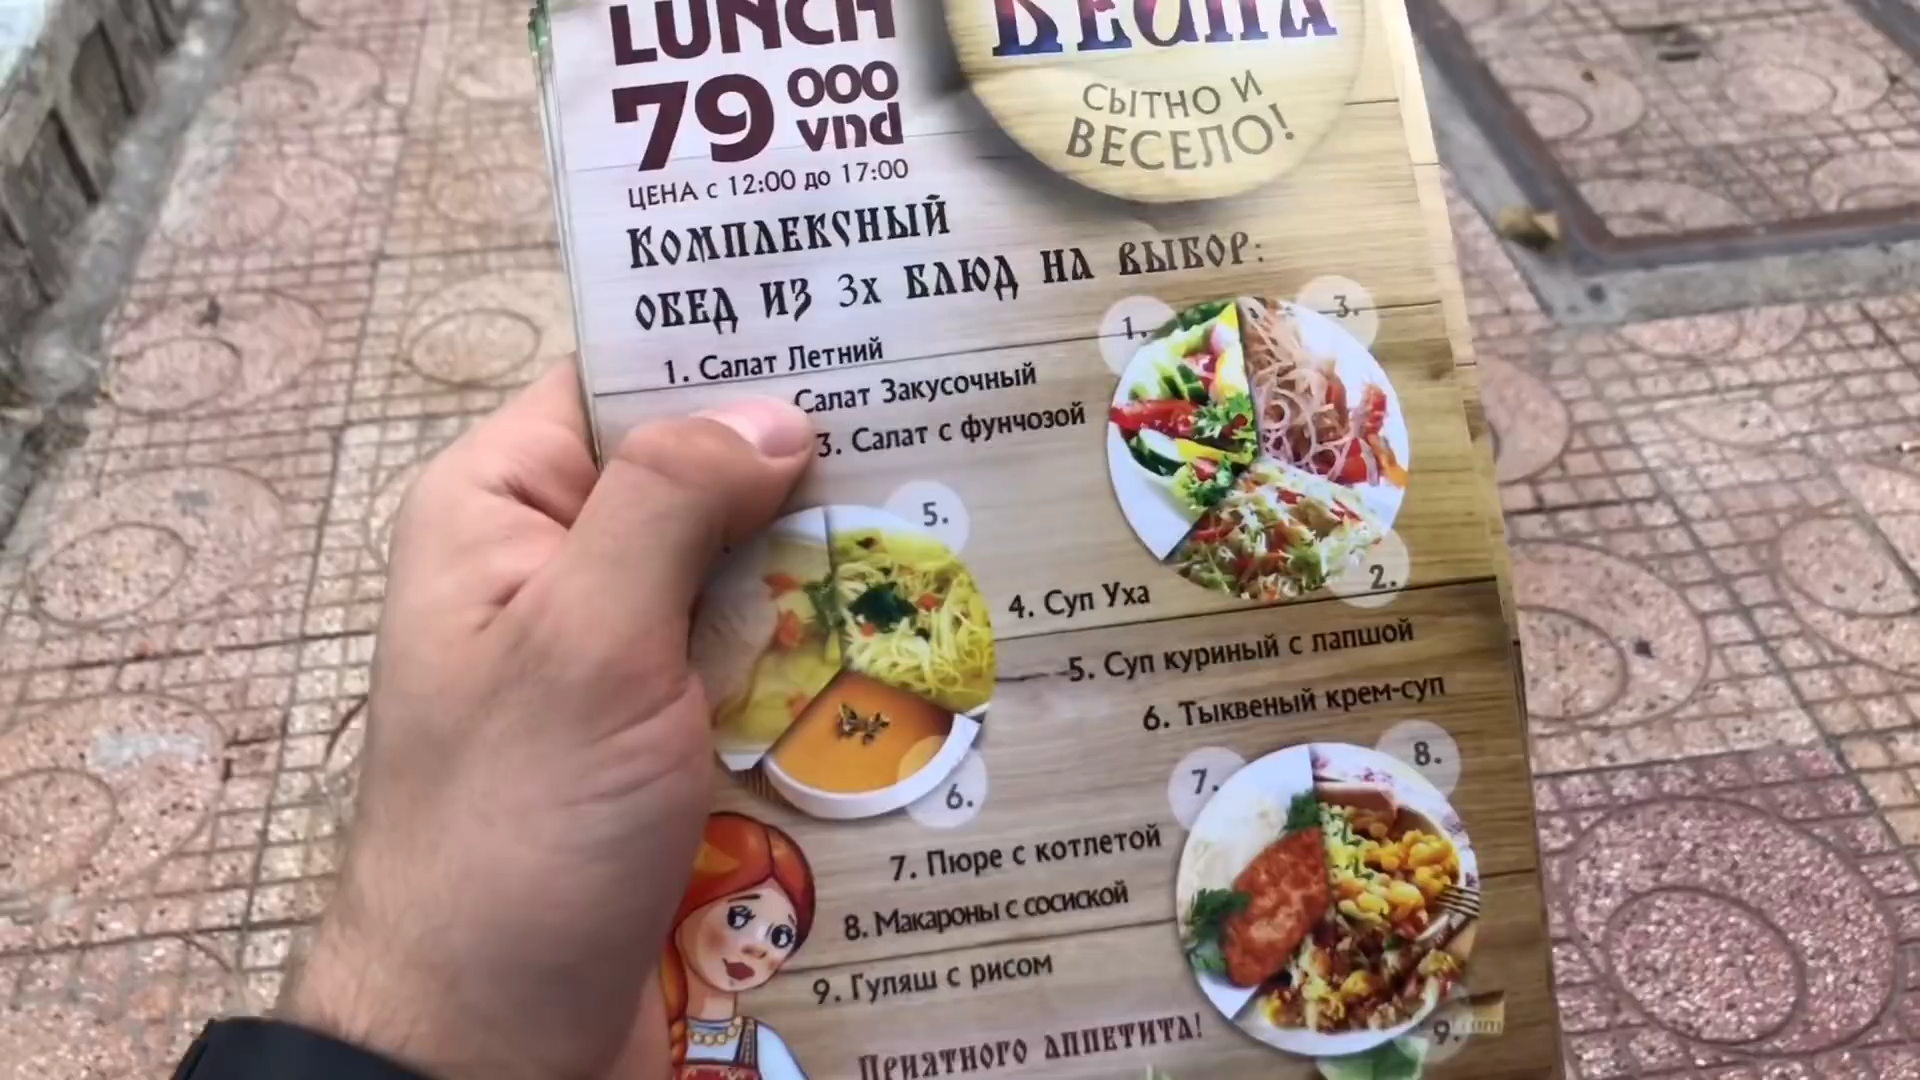 LUNCH
79 000 vnd
ЦЕНА с 12:00 до 17:00
СЫТНО И
ВЕСЕЛО!
КОМПЛЕКСНЫЙ
ОБЕД ИЗ 3х БЛЮД НА ВЫБОР:
1. Салат Летний
Салат Закусочный
3. Салат с фунчозой
1.
3.
2.
5.
4. Суп Уха
5. Суп куриный с лапшой
6. Тыквеный крем-суп
6.
7.
8.
7. Пюре с котлетой
8. Макароны с сосиской
9. Гуляш с рисом
9.
ПРИЯТНОГО АППЕТИТА!